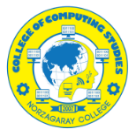 COLLEGE OF COMPUTING STUDIES
NORZAGARAY COLLEGE